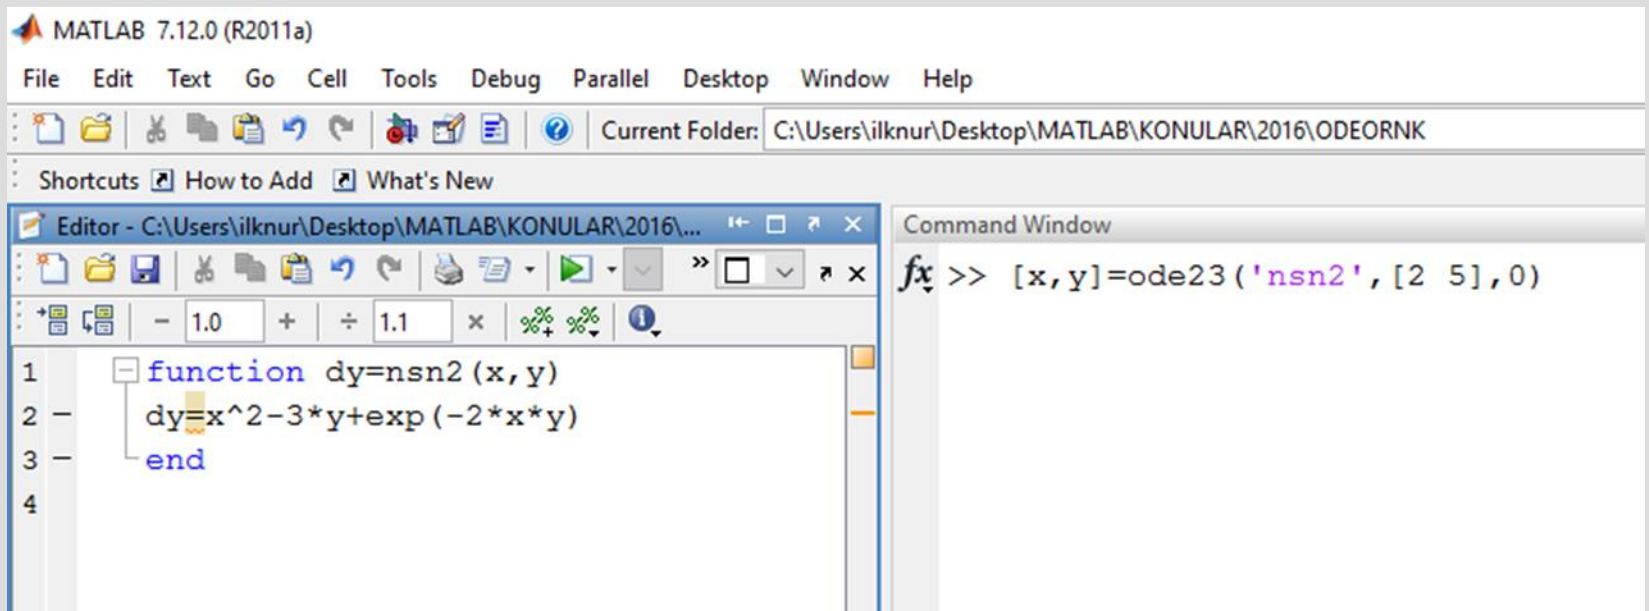 MATLAB 7.12.0 (R2011a)
File Edit Text Go Cell Tools Debug Parallel Desktop Window Help
Current Folder: C:\Users\ilknur\Desktop\MATLAB\KONULAR\2016\ODEORNK
Shortcuts How to Add What's New
Editor - C:\Users\ilknur\Desktop\MATLAB\KONULAR\2016\...
- 1.0 + ÷ 1.1 ×
1 function dy=nsn2(x,y)
2 - dy=x^2-3*y+exp(-2*x*y)
3 - end
4
Command Window
fx >> [x,y]=ode23('nsn2',[2 5],0)